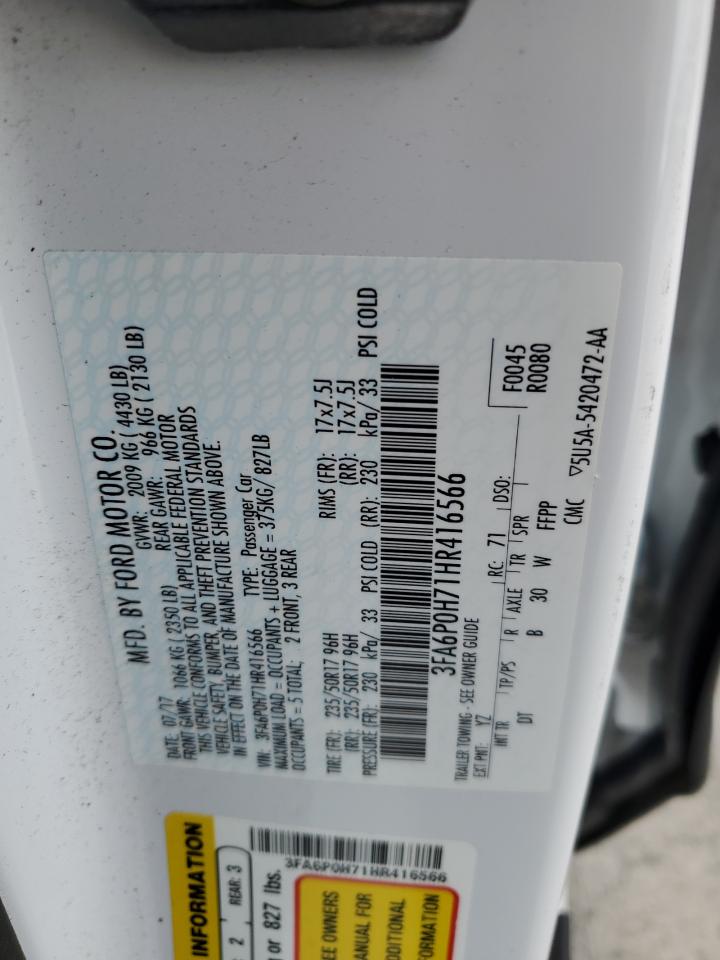 MFD. BY FORD MOTOR CO.
DATE: 07/17 GVWR: 2009 KG ( 4430 LB)
FRONT GAWR: 1066 KG ( 2350 LB) REAR GAWR: 966 KG ( 2130 LB)
THIS VEHICLE CONFORMS TO ALL APPLICABLE FEDERAL MOTOR
VEHICLE SAFETY, BUMPER, AND THEFT PREVENTION STANDARDS
IN EFFECT ON THE DATE OF MANUFACTURE SHOWN ABOVE.
VIN: 3FA6P0H71HR416566 TYPE: Passenger Car
MAXIMUM LOAD = OCCUPANTS + LUGGAGE = 375KG/ 827LB
OCCUPANTS = 5 TOTAL; 2 FRONT, 3 REAR
TIRE (FR): 235/50R17 96H RIMS (FR): 17x7.5J
(RR): 235/50R17 96H (RR): 17x7.5J
PRESSURE (FR): 230 kPa/ 33 PSI COLD (RR): 230 kPa/ 33 PSI COLD
3FA6P0H71HR416566
TRAILER TOWING - SEE OWNER GUIDE
EXT PNT: YZ RC: 71 DSO:
INT TR TP/PS R AXLE TR SPR F0045
DT B 30 W FFPP R0080
CMC ▽5U5A-5420472-AA
INFORMATION
2 REAR: 3
or 827 lbs.
3FA6P0H71HR416566
SEE OWNERS
MANUAL FOR
ADDITIONAL
INFORMATION